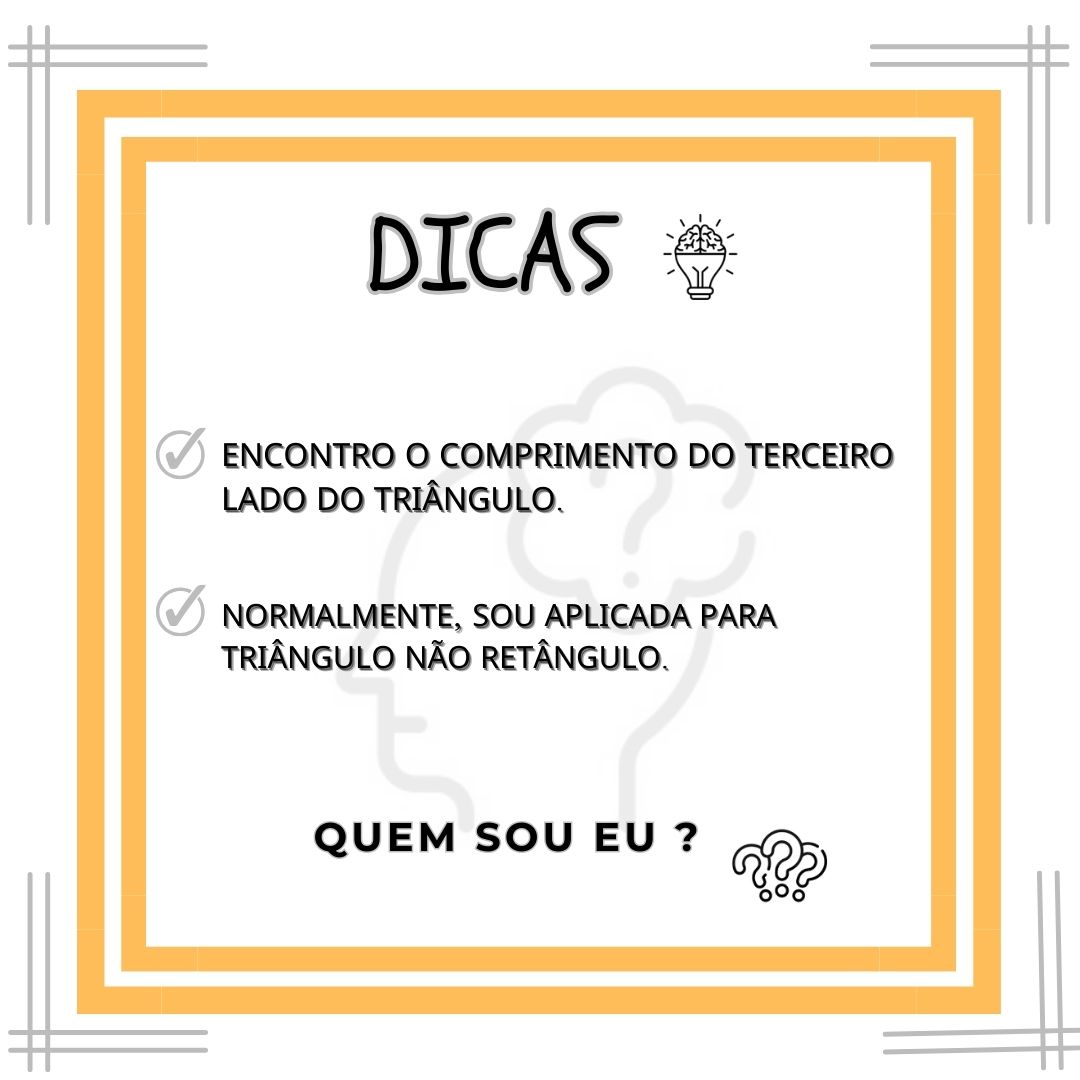 DICAS
ENCONTRO O COMPRIMENTO DO TERCEIRO
LADO DO TRIÂNGULO.
NORMALMENTE, SOU APLICADA PARA
TRIÂNGULO NÃO RETÂNGULO.
QUEM SOU EU ?